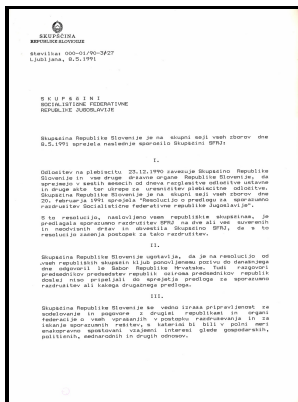 SKUPŠČINA
REPUBLIKE SLOVENIJE
Številka: 000-01/90-3/27
Ljubljana, 8.5.1991
S K U P Š Č I N I
SOCIALISTIČNE FEDERATIVNE
REPUBLIKE JUGOSLAVIJE
Skupščina Republike Slovenije je na skupni seji vseh zborov dne
8.5.1991 sprejela naslednje sporočilo Skupščini SFRJ:
I.
Odločitev na plebiscitu 23.12.1990 zavezuje Skupščino Republike
Slovenije in vse druge državne organe Republike Slovenije, da
sprejmejo v šestih mesecih od dneva razglasitve odločitve ustavne
in druge akte ter ukrepe za uresničitev plebiscitne odločitve.
Skupščina Republike Slovenije je na skupni seji vseh zborov dne
20. februarja 1991 sprejela "Resolucijo o predlogu za sporazumno
razdružitev Socialistične federativne republike Jugoslavije".
S to resolucijo, naslovljeno vsem republiškim skupščinam, je
predlagala sporazumno razdružitev SFRJ na dve ali več suverenih
in neodvisnih držav in obvestila Skupščino SFRJ, da s to
resolucijo začenja postopek za tako razdružitev.
II.
Skupščina Republike Slovenije ugotavlja, da je na resolucijo od
vseh republiških skupščin kljub ponovljenemu pozivu do današnjega
dne odgovoril le Sabor Republike Hrvatske. Tudi razgovori
predsednikov predsedstev republik oziroma predsednikov republik
doslej niso pripeljali do sprejetja predloga za sporazumno
razdružitev ali kakega drugačnega predloga.
III.
Skupščina Republike Slovenije še vedno izraža pripravljenost za
sodelovanje in pogovore z drugimi republikami in organi
federacije o vseh vprašanjih v postopku razdruževanja in za
iskanje sporazumnih rešitev, s katerimi bi bili v polni meri
enakopravno spoštovani vzajemni interesi glede gospodarskih,
političnih, mednarodnih in drugih odnosov.